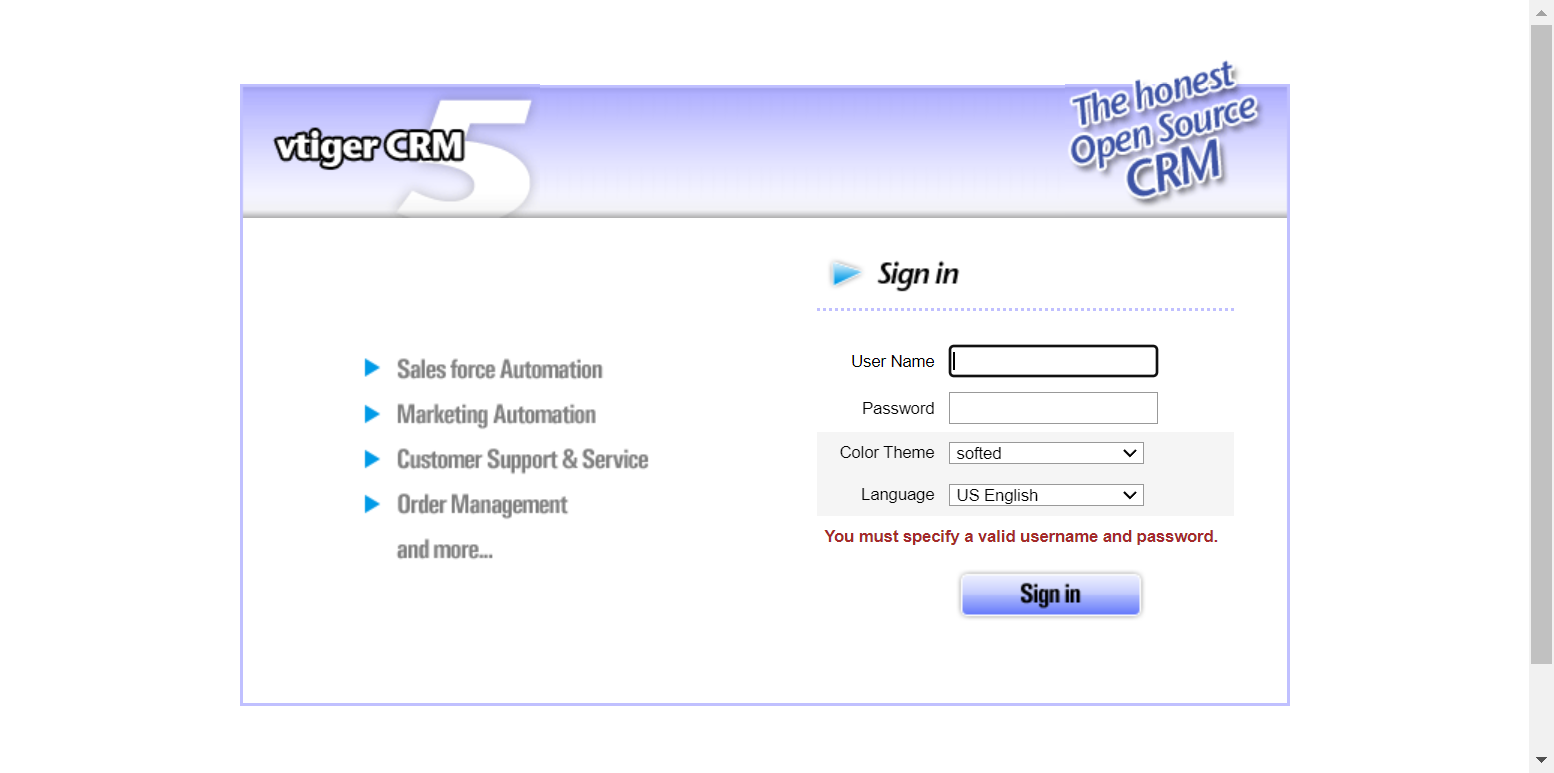 vtiger CRM 5
The honest
Open Source
CRM
Sign in
User Name
Password
Color Theme softed
Language US English
You must specify a valid username and password.
Sign in
Sales force Automation
Marketing Automation
Customer Support & Service
Order Management
and more...